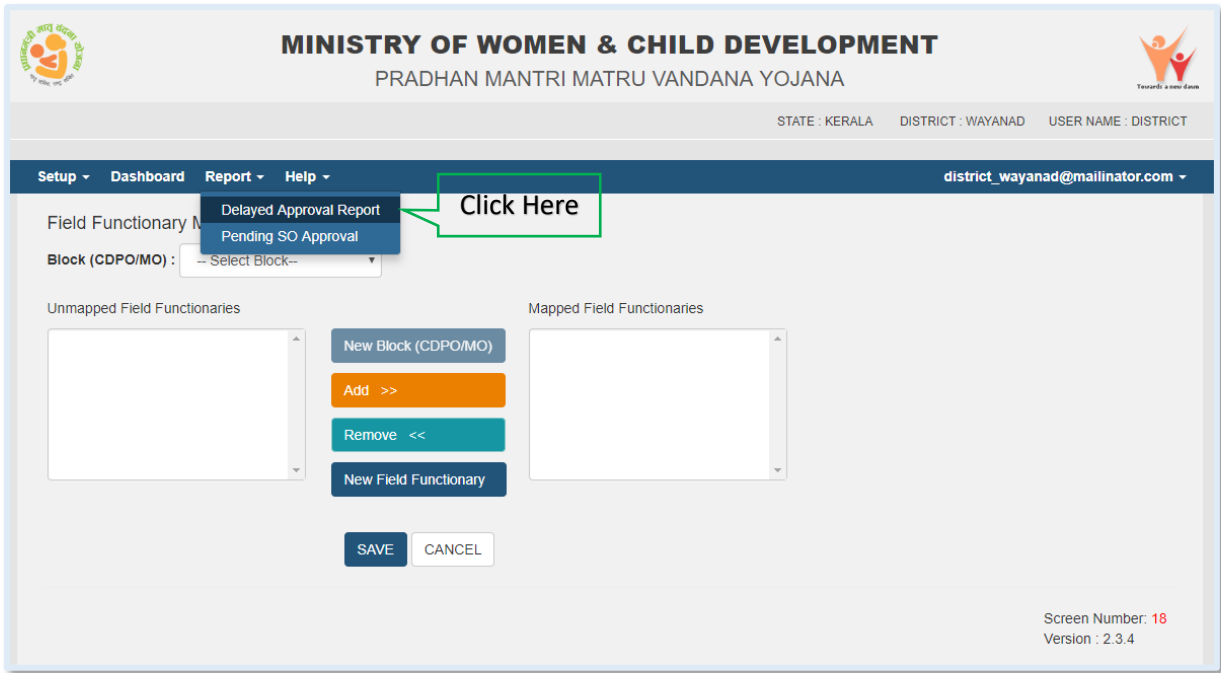 MINISTRY OF WOMEN & CHILD DEVELOPMENT
PRADHAN MANTRI MATRU VANDANA YOJANA
Towards a new dawn
STATE : KERALA DISTRICT : WAYANAD USER NAME : DISTRICT
Setup Dashboard Report Help district_wayanad@mailinator.com
Delayed Approval Report
Click Here
Pending SO Approval
Field Functionary
Block (CDPO/MO) : -- Select Block--
Unmapped Field Functionaries Mapped Field Functionaries
New Block (CDPO/MO)
Add >>
Remove <<
New Field Functionary
SAVE CANCEL
Screen Number: 18
Version : 2.3.4